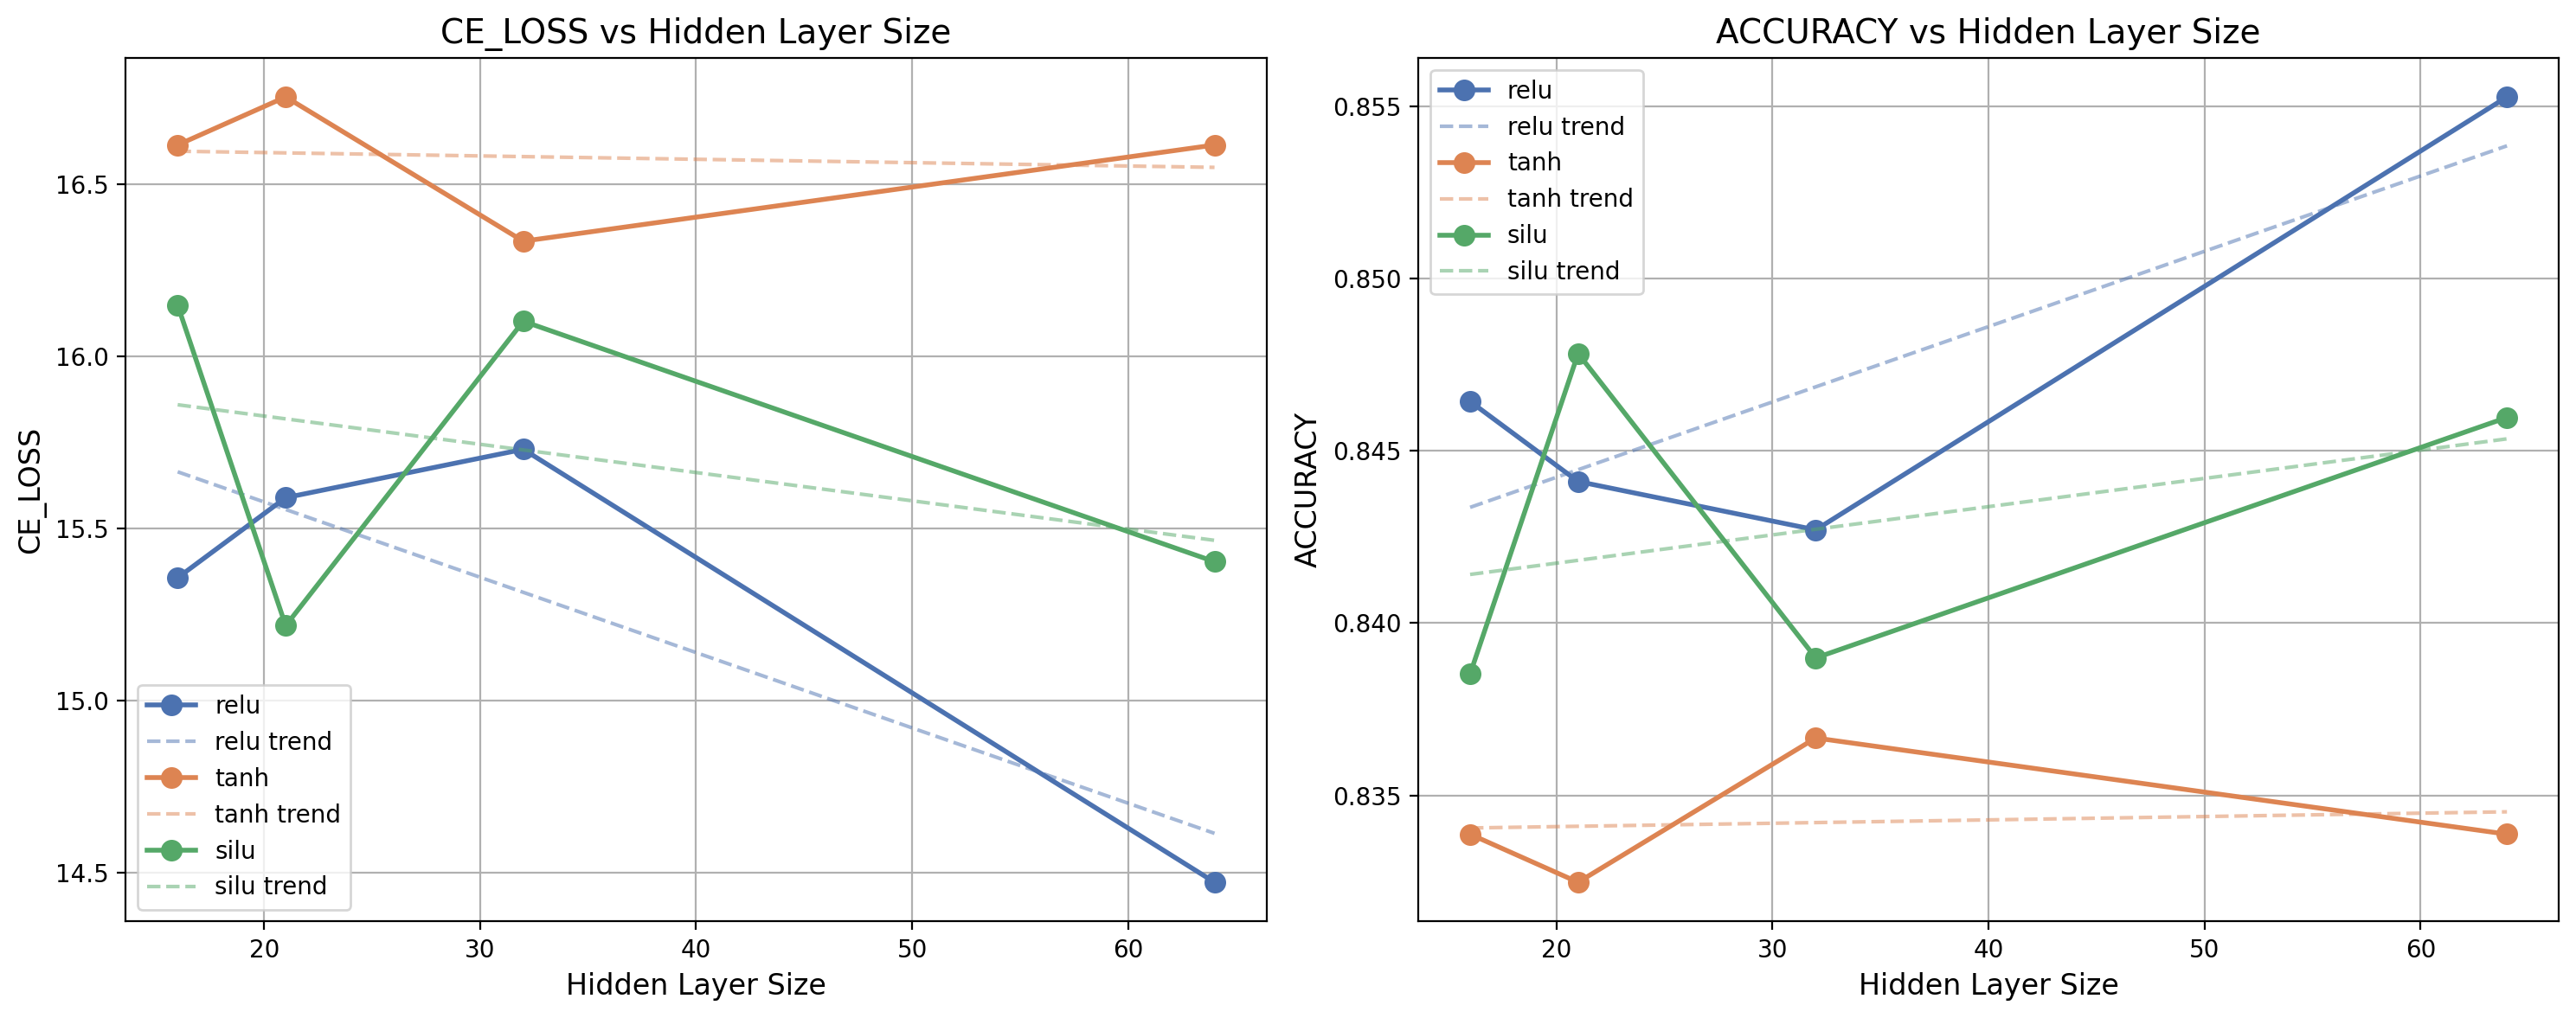 CE_LOSS vs Hidden Layer Size
CE_LOSS
16.5
16.0
15.5
15.0
14.5
relu
relu trend
tanh
tanh trend
silu
silu trend
20 30 40 50 60
Hidden Layer Size
ACCURACY vs Hidden Layer Size
ACCURACY
0.855
0.850
0.845
0.840
0.835
relu
relu trend
tanh
tanh trend
silu
silu trend
20 30 40 50 60
Hidden Layer Size